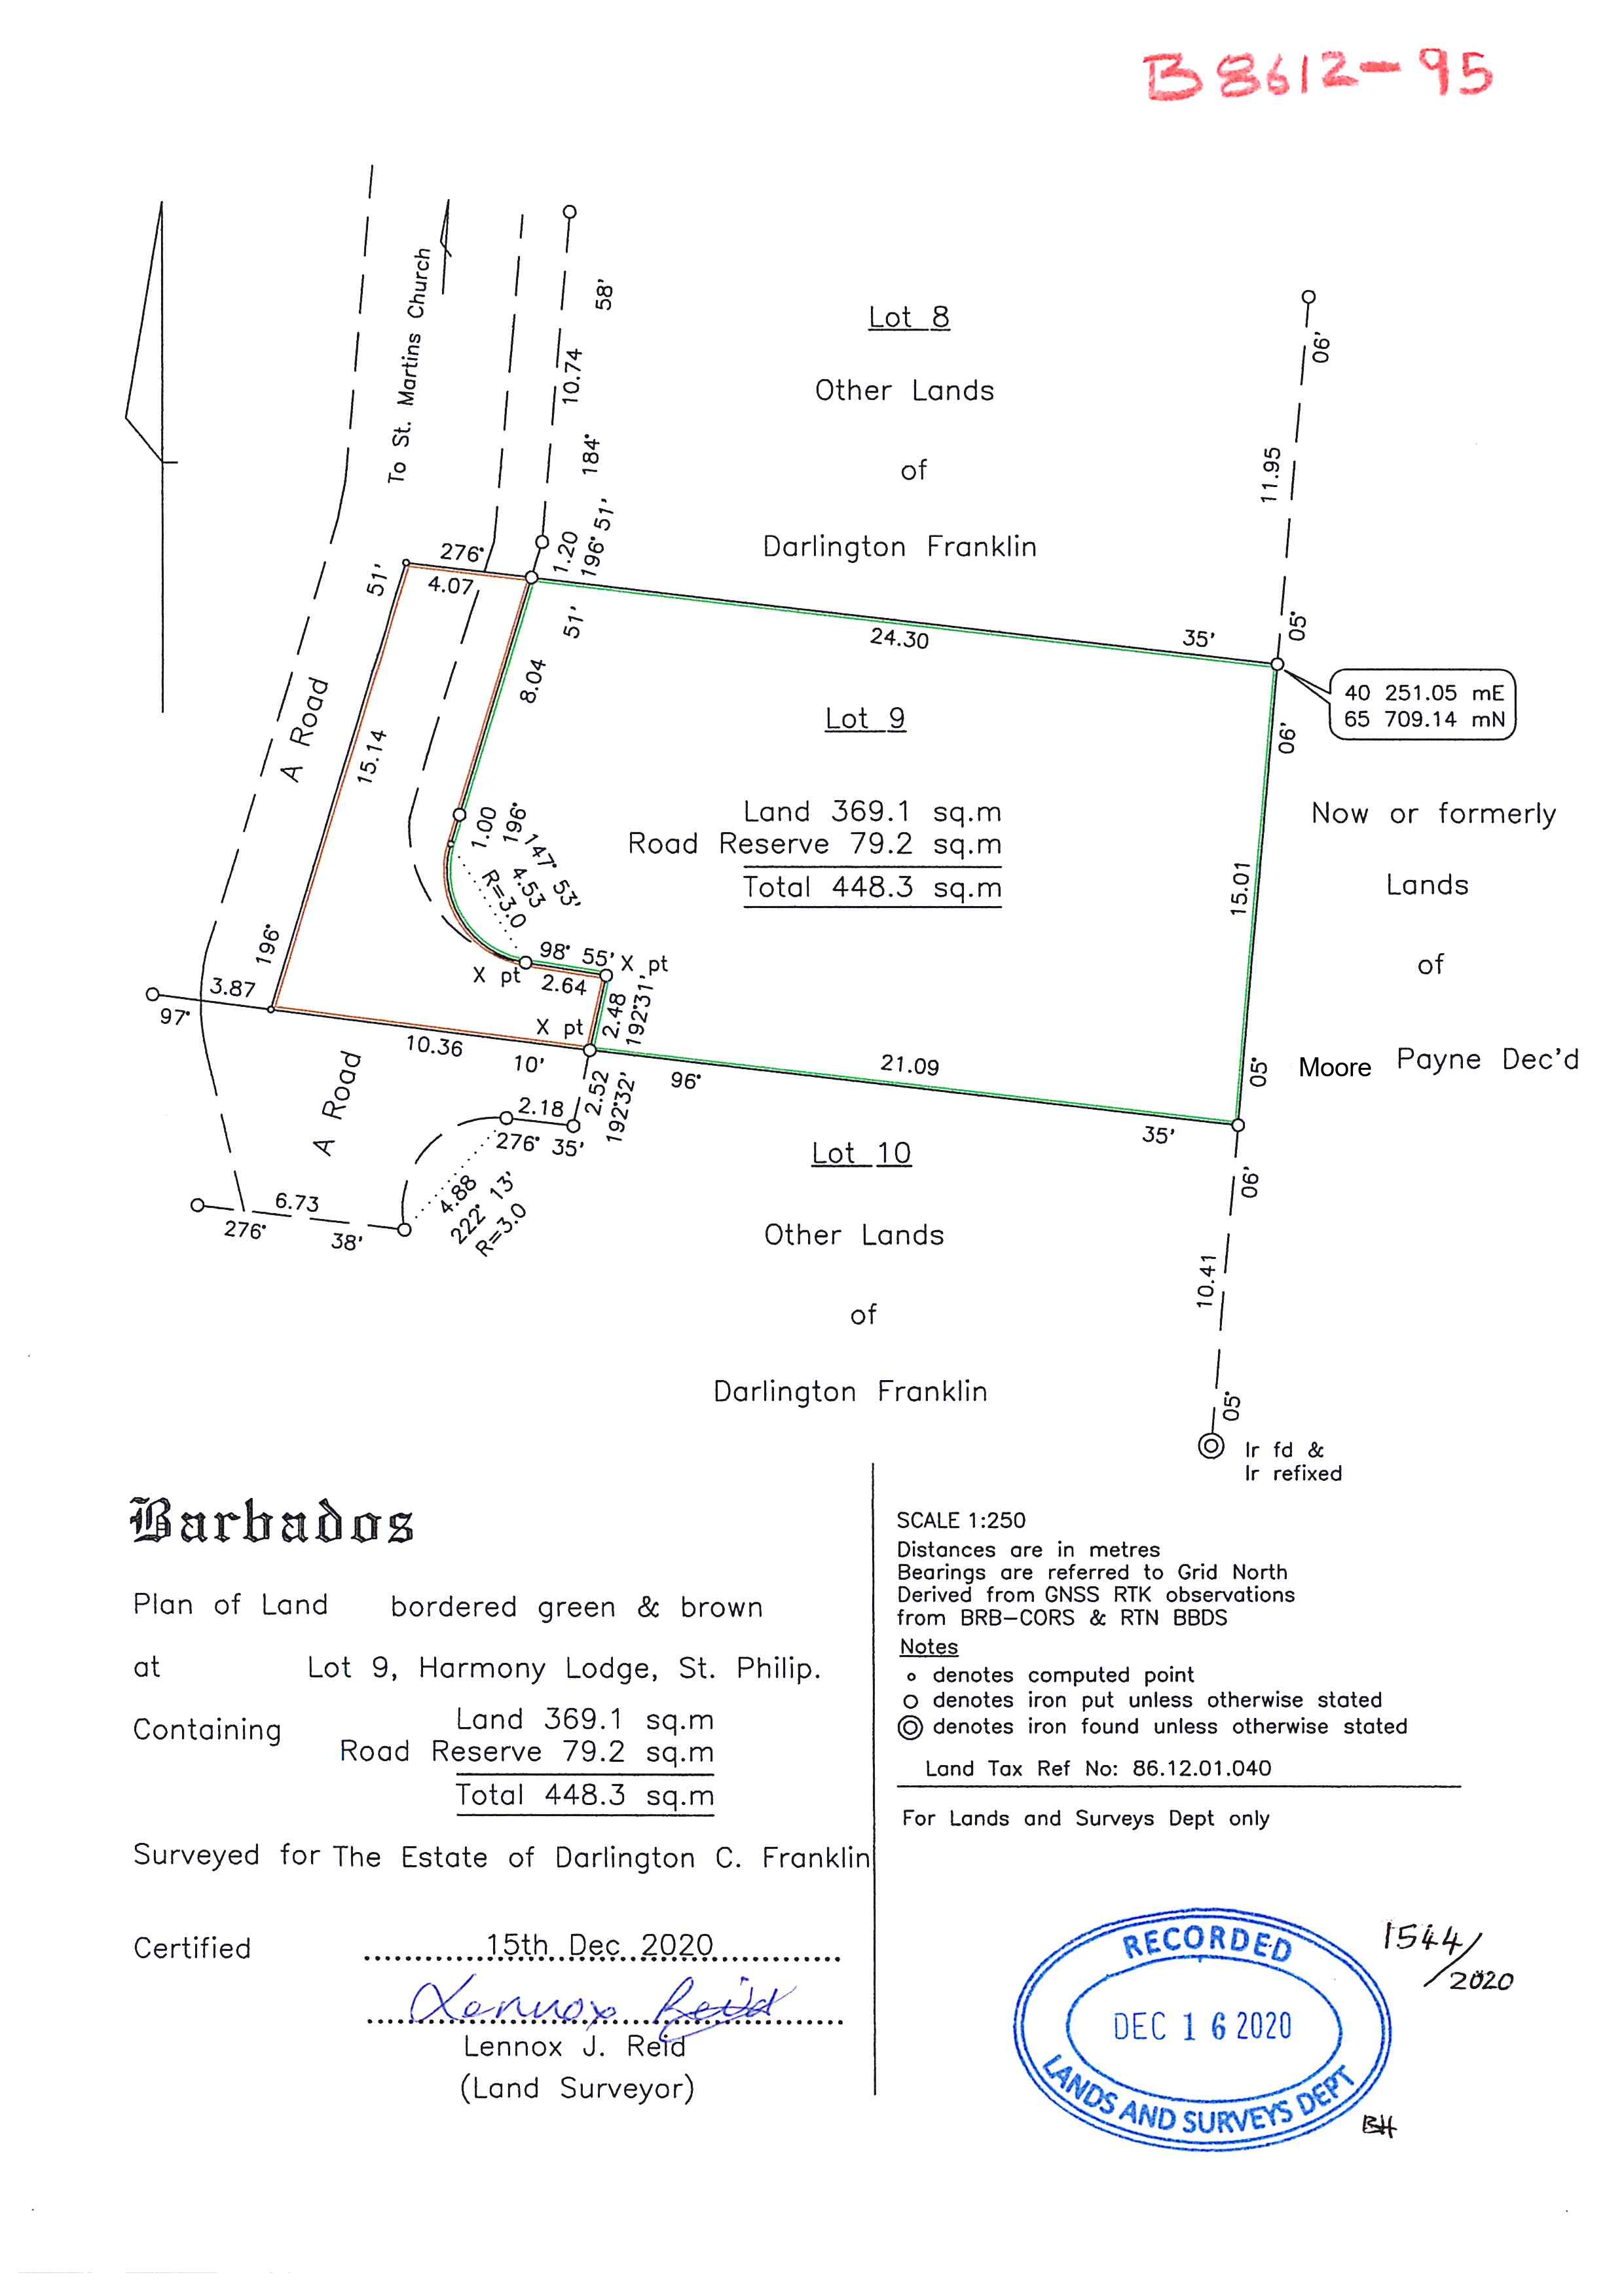 B 8612-95
To St. Martins Church
58'
10.74
184°
1.20
196° 51'
Lot 8
Other Lands
of
Darlington Franklin
06'
11.95
05°
276°
4.07
51'
51'
8.04
24.30
35'
40 251.05 mE
65 709.14 mN
A Road
15.14
196°
Lot 9
Land 369.1 sq.m
Road Reserve 79.2 sq.m
Total 448.3 sq.m
06'
15.01
05°
Now or formerly
Lands
of
Moore Payne Dec'd
1.00
196°
147° 53'
4.53
R=3.0
98° 55'
X pt
X pt
2.64
2.48
192°31'
X pt
3.87
97°
10.36
10'
96°
21.09
35'
A Road
2.52
192°32'
2.18
276° 35'
4.88
222° 13'
R=3.0
6.73
276°
38'
Lot 10
Other Lands
of
Darlington Franklin
06'
10.41
05°
Ir fd &
Ir refixed
Barbados
Plan of Land bordered green & brown
at Lot 9, Harmony Lodge, St. Philip.
Containing
Land 369.1 sq.m
Road Reserve 79.2 sq.m
Total 448.3 sq.m
Surveyed for The Estate of Darlington C. Franklin
Certified 15th Dec 2020
Lennox Reid
Lennox J. Reid
(Land Surveyor)
SCALE 1:250
Distances are in metres
Bearings are referred to Grid North
Derived from GNSS RTK observations
from BRB-CORS & RTN BBDS
Notes
denotes computed point
denotes iron put unless otherwise stated
denotes iron found unless otherwise stated
Land Tax Ref No: 86.12.01.040
For Lands and Surveys Dept only
RECORDED
DEC 16 2020
LANDS AND SURVEYS DEPT
1544/
2020
BH